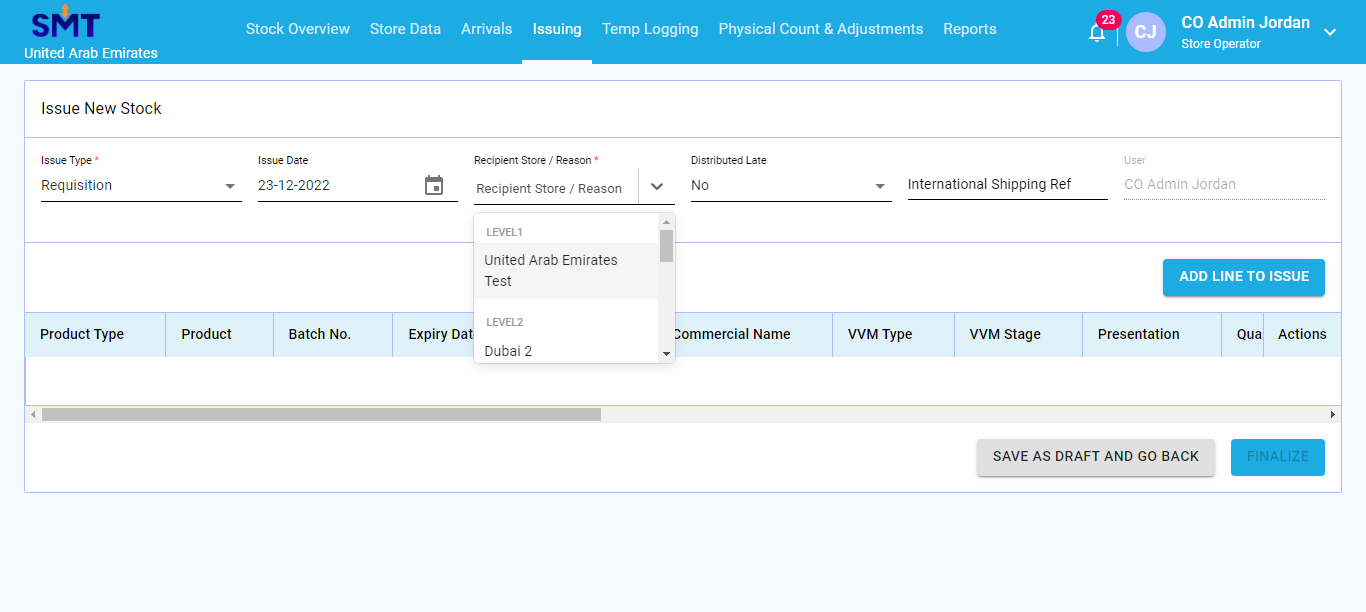 SMT
United Arab Emirates
Stock Overview
Store Data
Arrivals
Issuing
Temp Logging
Physical Count & Adjustments
Reports
23
CJ
CO Admin Jordan
Store Operator
Issue New Stock
Issue Type *
Requisition
Issue Date
23-12-2022
Recipient Store / Reason *
Recipient Store / Reason
Distributed Late
No
International Shipping Ref
User
CO Admin Jordan
LEVEL1
United Arab Emirates
Test
LEVEL2
Dubai 2
ADD LINE TO ISSUE
Product Type
Product
Batch No.
Expiry Dat
Commercial Name
VVM Type
VVM Stage
Presentation
Qua
Actions
SAVE AS DRAFT AND GO BACK
FINALIZE